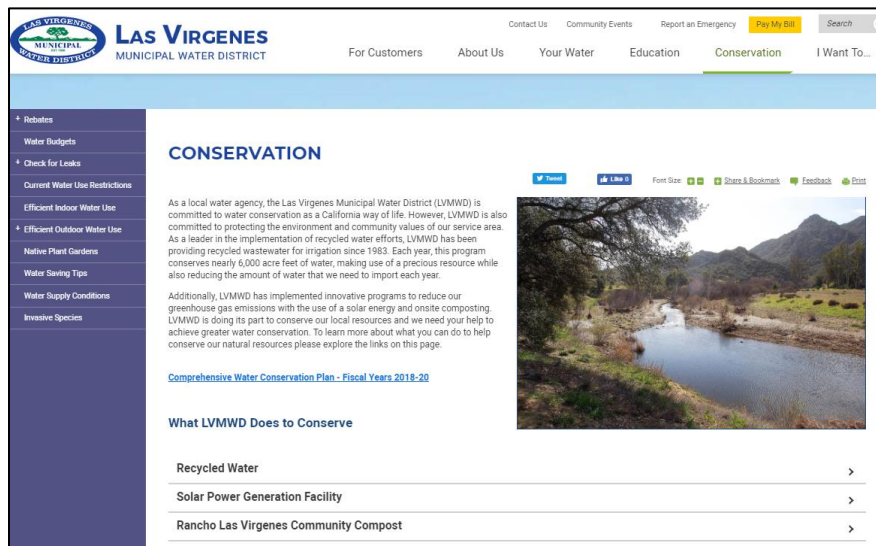 LAS VIRGENES
MUNICIPAL
WATER DISTRICT
LAS VIRGENES
MUNICIPAL WATER DISTRICT
Contact Us Community Events Report an Emergency Pay My Bill Search
For Customers About Us Your Water Education Conservation I Want To...
+ Rebates
Water Budgets
+ Check for Leaks
Current Water Use Restrictions
Efficient Indoor Water Use
+ Efficient Outdoor Water Use
Native Plant Gardens
Water Saving Tips
Water Supply Conditions
Invasive Species
CONSERVATION
Tweet Like 0 Font Size: + - Share & Bookmark Feedback Print
As a local water agency, the Las Virgenes Municipal Water District (LVMWD) is
committed to water conservation as a California way of life. However, LVMWD is also
committed to protecting the environment and community values of our service area.
As a leader in the implementation of recycled water efforts, LVMWD has been
providing recycled wastewater for irrigation since 1983. Each year, this program
conserves nearly 6,000 acre feet of water, making use of a precious resource while
also reducing the amount of water that we need to import each year.
Additionally, LVMWD has implemented innovative programs to reduce our
greenhouse gas emissions with the use of a solar energy and onsite composting.
LVMWD is doing its part to conserve our local resources and we need your help to
achieve greater water conservation. To learn more about what you can do to help
conserve our natural resources please explore the links on this page.
Comprehensive Water Conservation Plan - Fiscal Years 2018-20
What LVMWD Does to Conserve
Recycled Water
Solar Power Generation Facility
Rancho Las Virgenes Community Compost